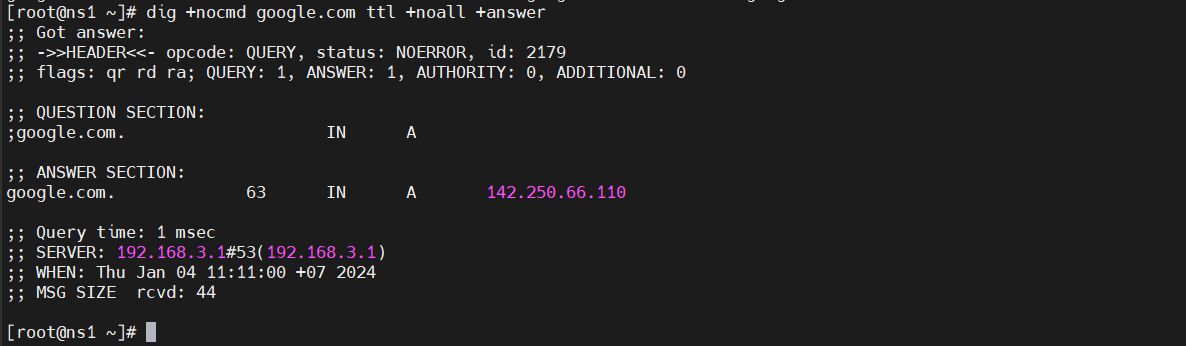 [root@ns1 ~]# dig +nocmd google.com ttl +noall +answer
;; Got answer:
;; ->>HEADER<<- opcode: QUERY, status: NOERROR, id: 2179
;; flags: qr rd ra; QUERY: 1, ANSWER: 1, AUTHORITY: 0, ADDITIONAL: 0
;; QUESTION SECTION:
;google.com. IN A
;; ANSWER SECTION:
google.com. 63 IN A 142.250.66.110
;; Query time: 1 msec
;; SERVER: 192.168.3.1#53(192.168.3.1)
;; WHEN: Thu Jan 04 11:11:00 +07 2024
;; MSG SIZE rcvd: 44
[root@ns1 ~]#